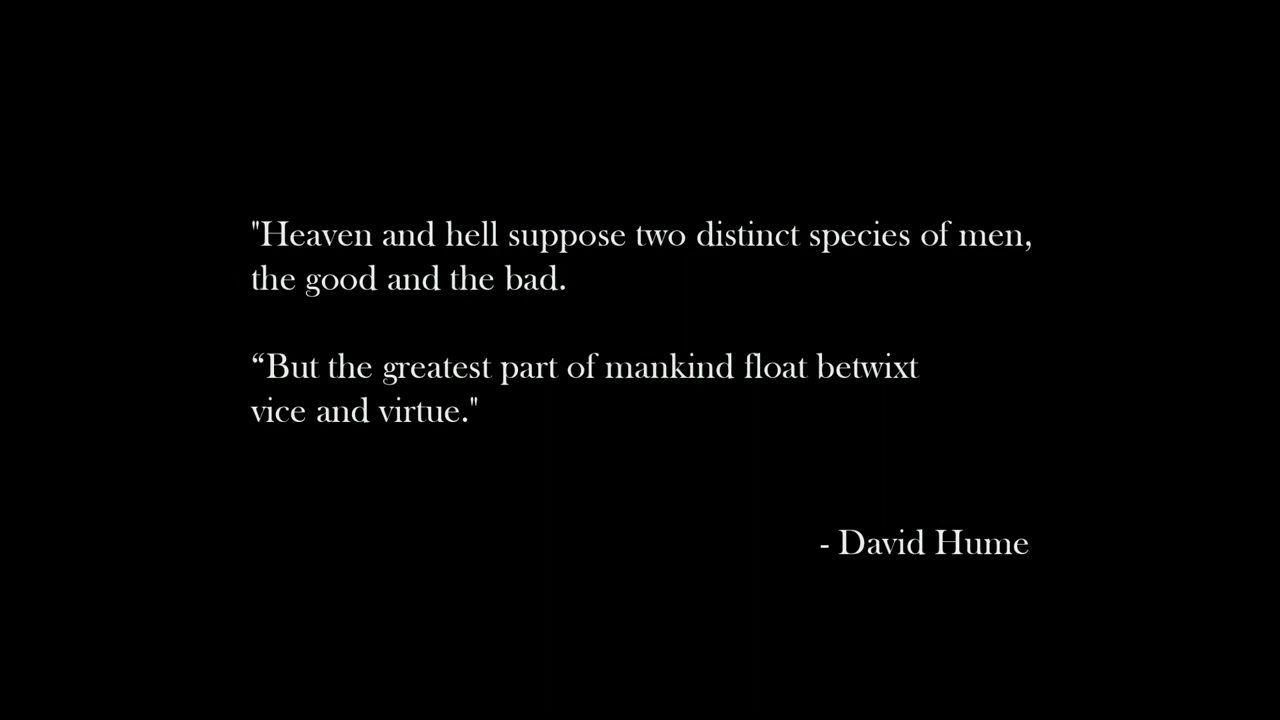 "Heaven and hell suppose two distinct species of men,
the good and the bad.
“But the greatest part of mankind float betwixt
vice and virtue."
- David Hume